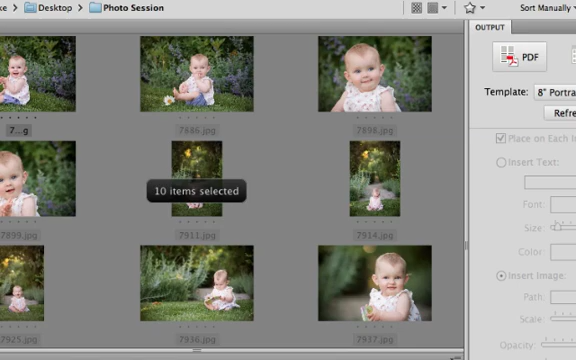 Desktop
Photo Session
Sort Manually
OUTPUT
PDF
Template:
8" Portra
Refre
Place on Each
Insert Text:
Font:
Size:
Color:
Insert Image:
Path:
Opacity:
7...g
7886.jpg
7898.jpg
10 items selected
7899.jpg
7911.jpg
7914.jpg
7925.jpg
7936.jpg
7937.jpg